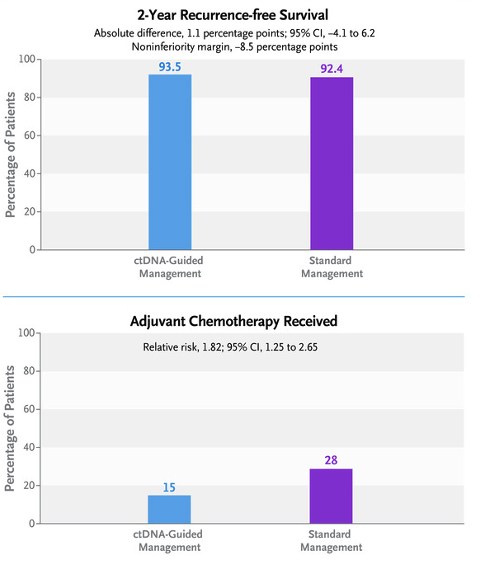 2-Year Recurrence-free Survival
Absolute difference, 1.1 percentage points; 95% CI, –4.1 to 6.2
Noninferiority margin, –8.5 percentage points
Percentage of Patients
100
80
60
40
20
0
93.5
92.4
ctDNA-Guided
Management
Standard
Management
Adjuvant Chemotherapy Received
Relative risk, 1.82; 95% CI, 1.25 to 2.65
Percentage of Patients
100
80
60
40
20
0
15
28
ctDNA-Guided
Management
Standard
Management